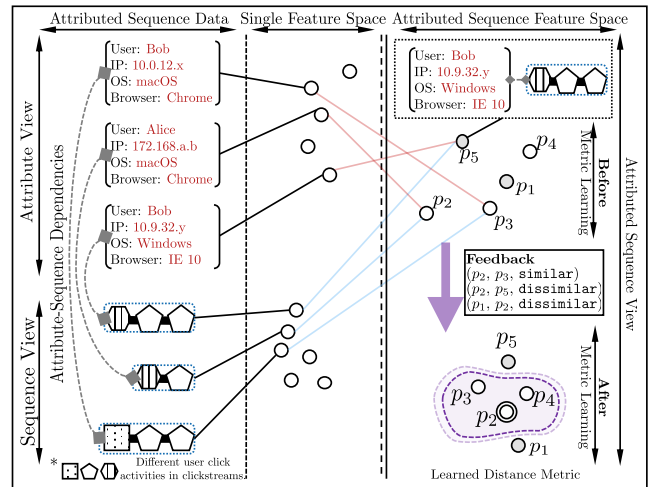 Attributed Sequence Data
Single Feature Space
Attributed Sequence Feature Space
Attribute View
Sequence View
Attribute-Sequence Dependencies
User: Bob
IP: 10.0.12.x
OS: macOS
Browser: Chrome
User: Alice
IP: 172.168.a.b
OS: macOS
Browser: Chrome
User: Bob
IP: 10.9.32.y
OS: Windows
Browser: IE 10
* Different user click
activities in clickstreams.
User: Bob
IP: 10.9.32.y
OS: Windows
Browser: IE 10
p5
p4
p1
p2
p3
Before
Metric Learning
Attributed Sequence View
Feedback
(p2, p3, similar)
(p2, p5, dissimilar)
(p1, p2, dissimilar)
p5
p3
p4
p2
p1
After
Metric Learning
Learned Distance Metric